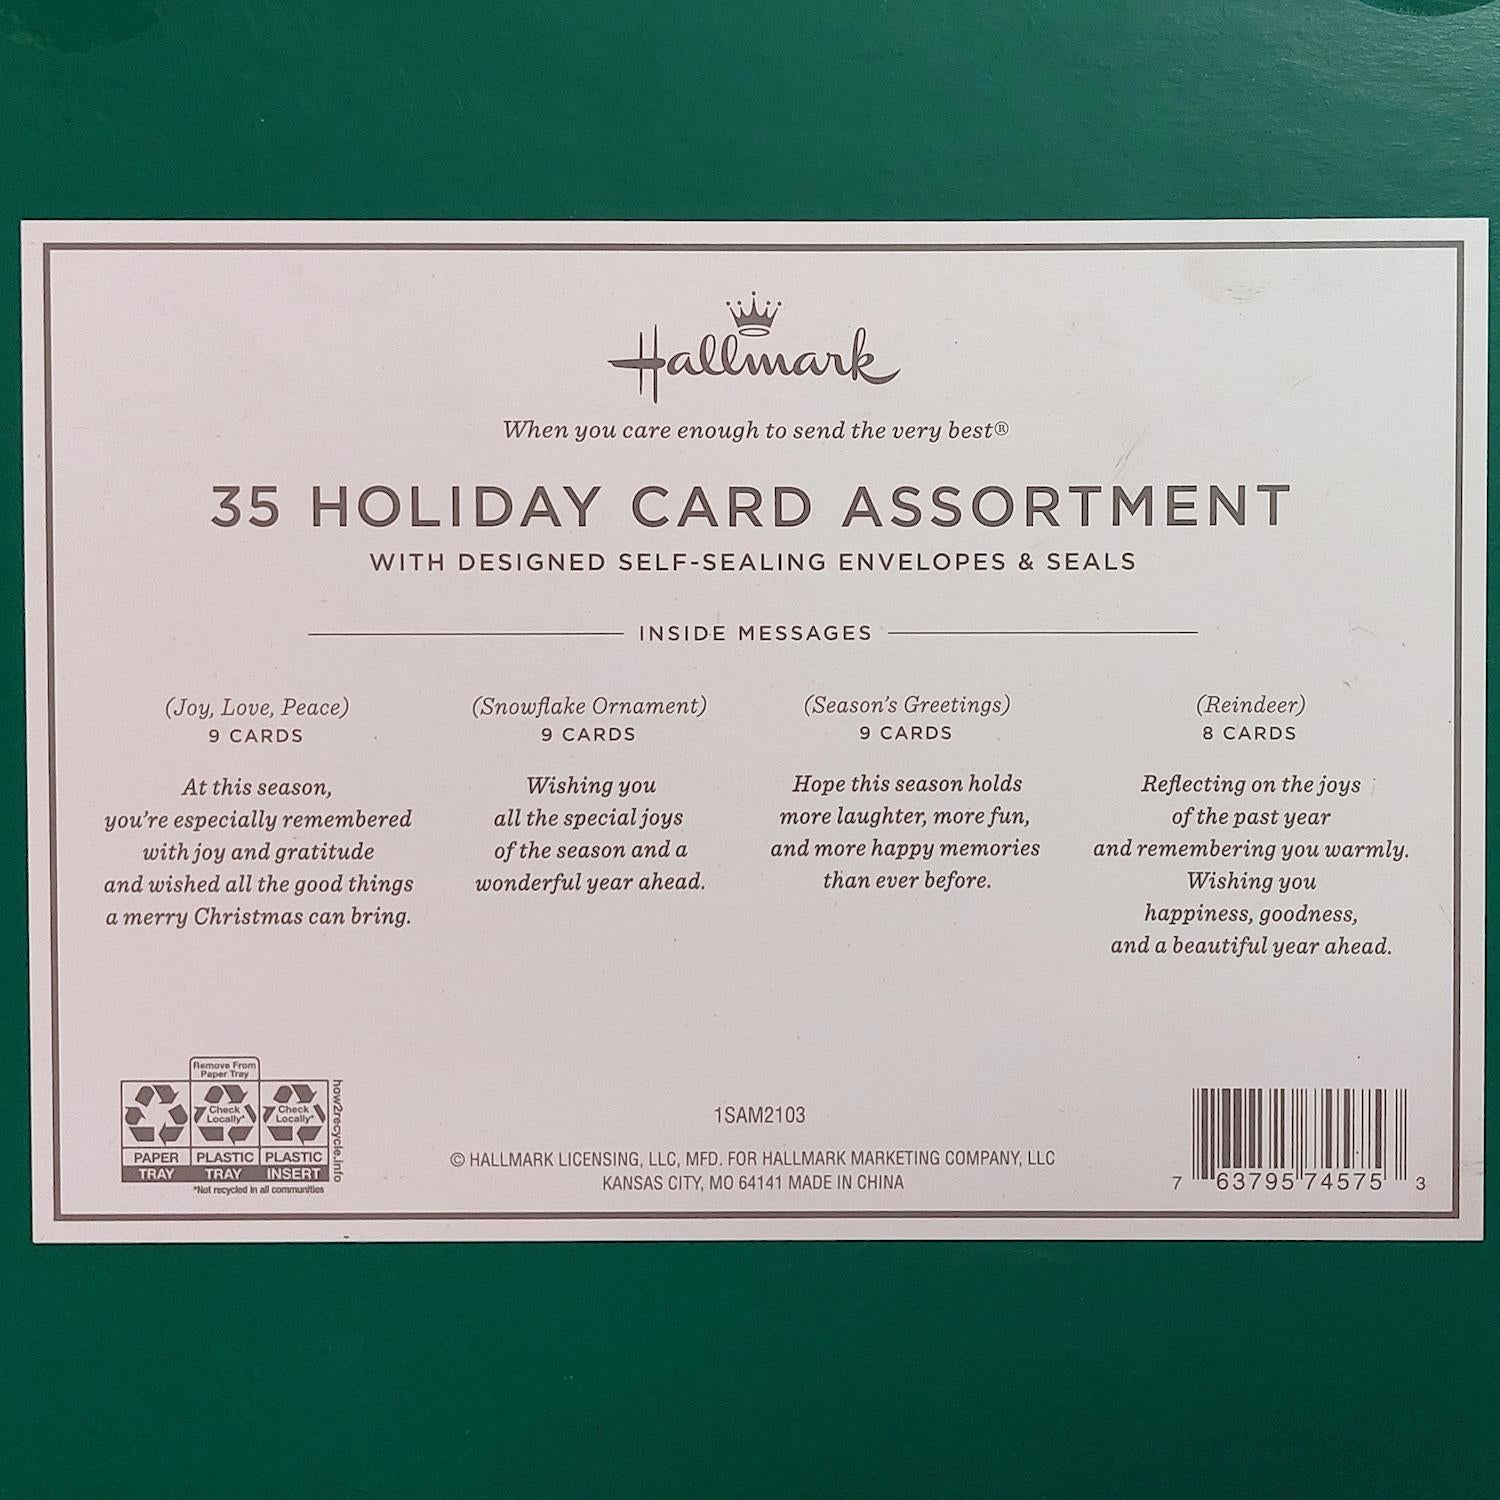 Hallmark
When you care enough to send the very best®
35 HOLIDAY CARD ASSORTMENT
WITH DESIGNED SELF-SEALING ENVELOPES & SEALS
INSIDE MESSAGES
(Joy, Love, Peace)
9 CARDS
At this season,
you're especially remembered
with joy and gratitude
and wished all the good things
a merry Christmas can bring.
(Snowflake Ornament)
9 CARDS
Wishing you
all the special joys
of the season and a
wonderful year ahead.
(Season's Greetings)
9 CARDS
Hope this season holds
more laughter, more fun,
and more happy memories
than ever before.
(Reindeer)
8 CARDS
Reflecting on the joys
of the past year
and remembering you warmly.
Wishing you
happiness, goodness,
and a beautiful year ahead.
Remove From
Paper Tray
Check
Locally*
Check
Locally*
PAPER PLASTIC PLASTIC
TRAY TRAY INSERT
*Not recycled in all communities
how2recycle.info
1SAM2103
© HALLMARK LICENSING, LLC, MFD. FOR HALLMARK MARKETING COMPANY, LLC
KANSAS CITY, MO 64141 MADE IN CHINA
7 63795 74575 3